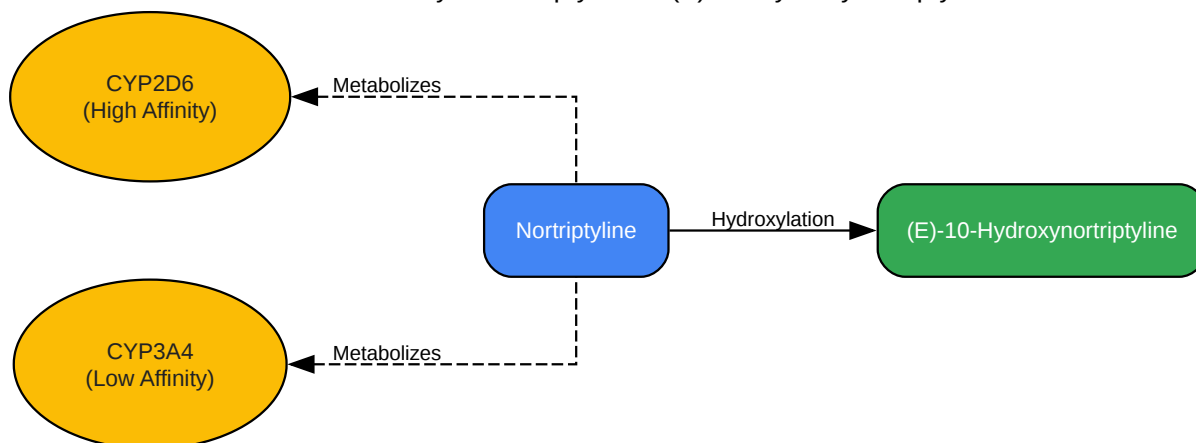 CYP2D6
(High Affinity)
Metabolizes
Nortriptyline
Hydroxylation
(E)-10-Hydroxynortriptyline
CYP3A4
(Low Affinity)
Metabolizes